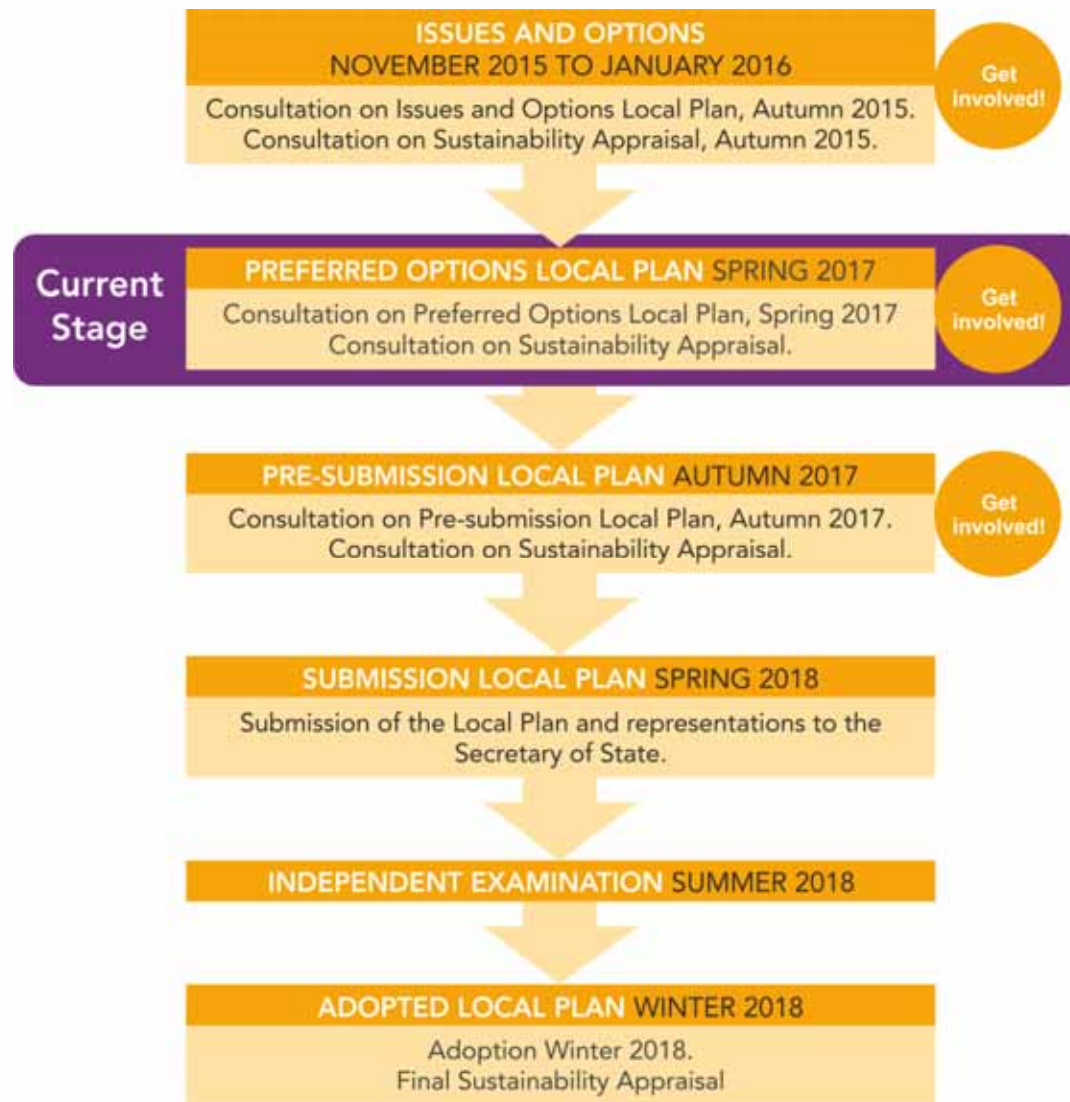 ISSUES AND OPTIONS
NOVEMBER 2015 TO JANUARY 2016
Get
involved!
Consultation on Issues and Options Local Plan, Autumn 2015.
Consultation on Sustainability Appraisal, Autumn 2015.
Current
Stage
PREFERRED OPTIONS LOCAL PLAN SPRING 2017
Consultation on Preferred Options Local Plan, Spring 2017
Consultation on Sustainability Appraisal.
Get
involved!
PRE-SUBMISSION LOCAL PLAN AUTUMN 2017
Consultation on Pre-submission Local Plan, Autumn 2017.
Consultation on Sustainability Appraisal.
Get
involved!
SUBMISSION LOCAL PLAN SPRING 2018
Submission of the Local Plan and representations to the
Secretary of State.
INDEPENDENT EXAMINATION SUMMER 2018
ADOPTED LOCAL PLAN WINTER 2018
Adoption Winter 2018.
Final Sustainability Appraisal